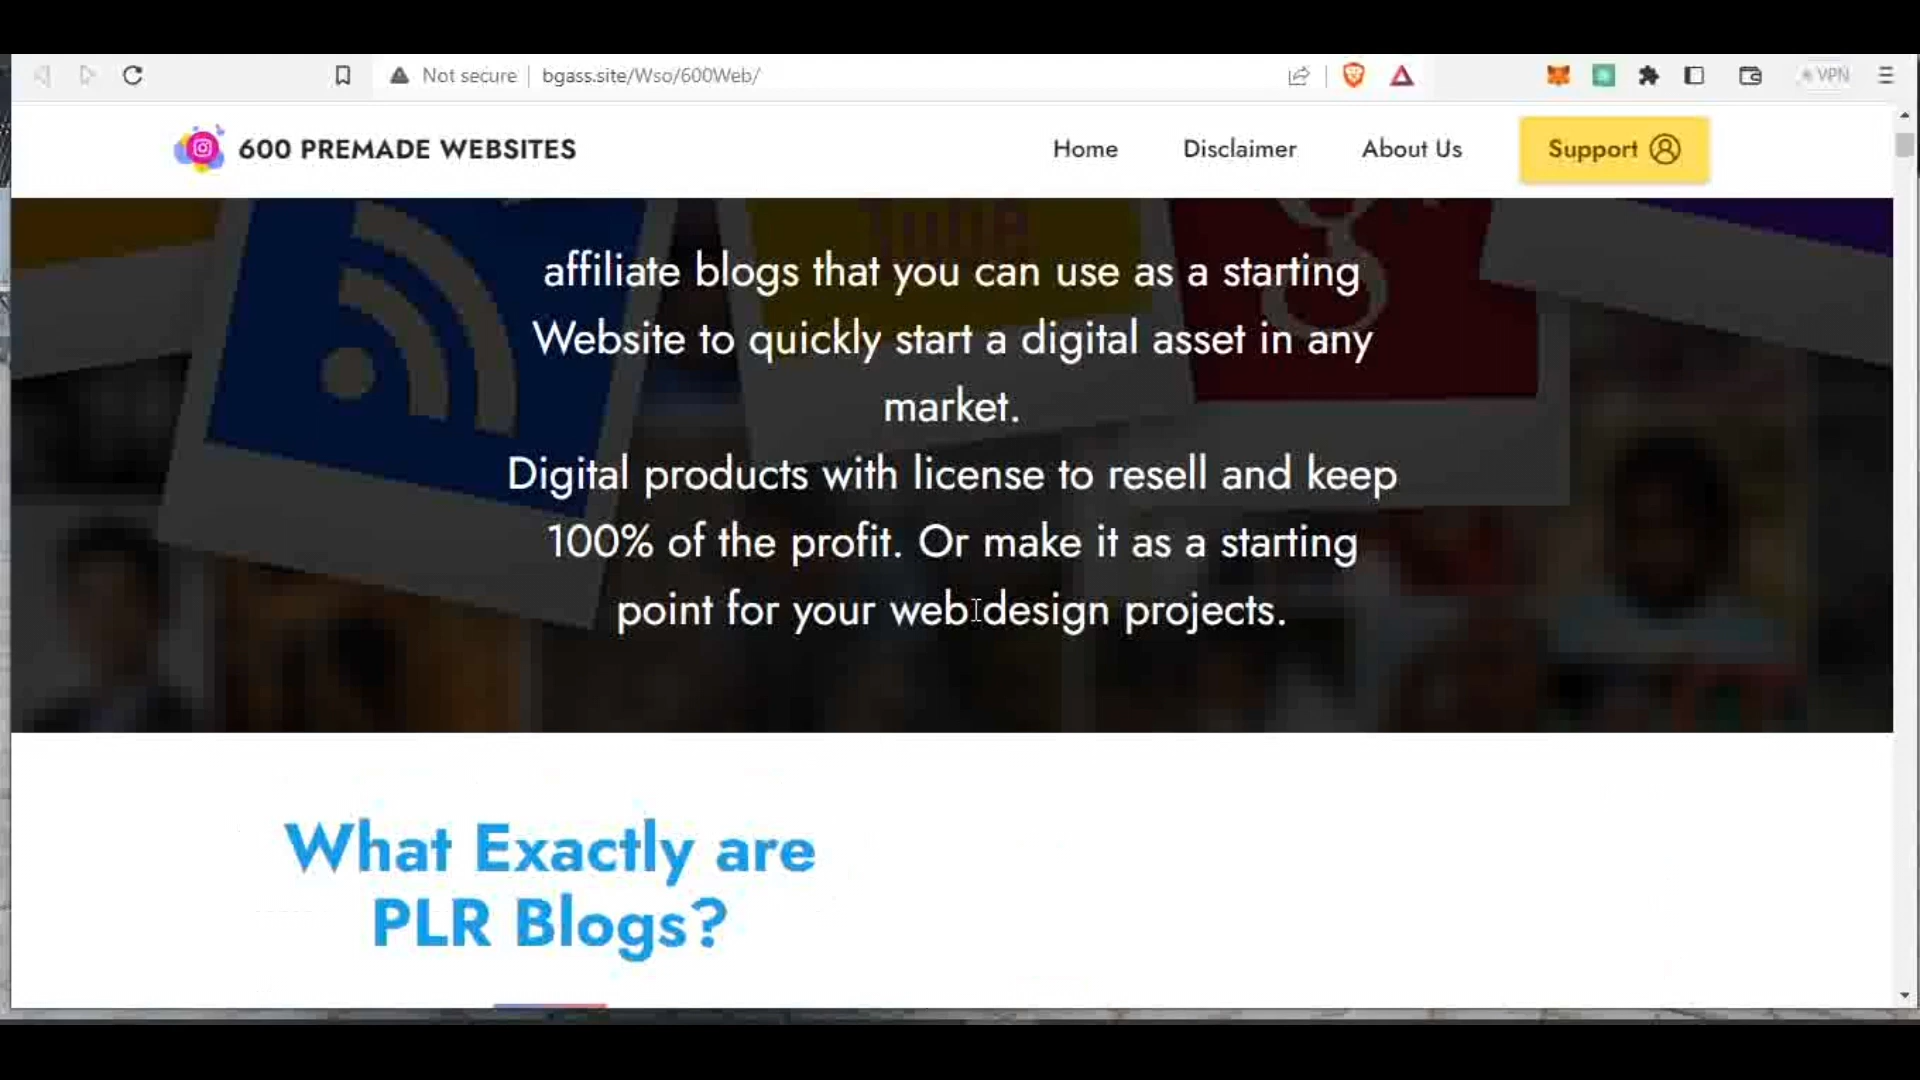 Not secure bgass.site/Wso/600Web/
VPN
600 PREMADE WEBSITES
Home Disclaimer About Us Support
affiliate blogs that you can use as a starting
Website to quickly start a digital asset in any
market.
Digital products with license to resell and keep
100% of the profit. Or make it as a starting
point for your web design projects.
What Exactly are
PLR Blogs?